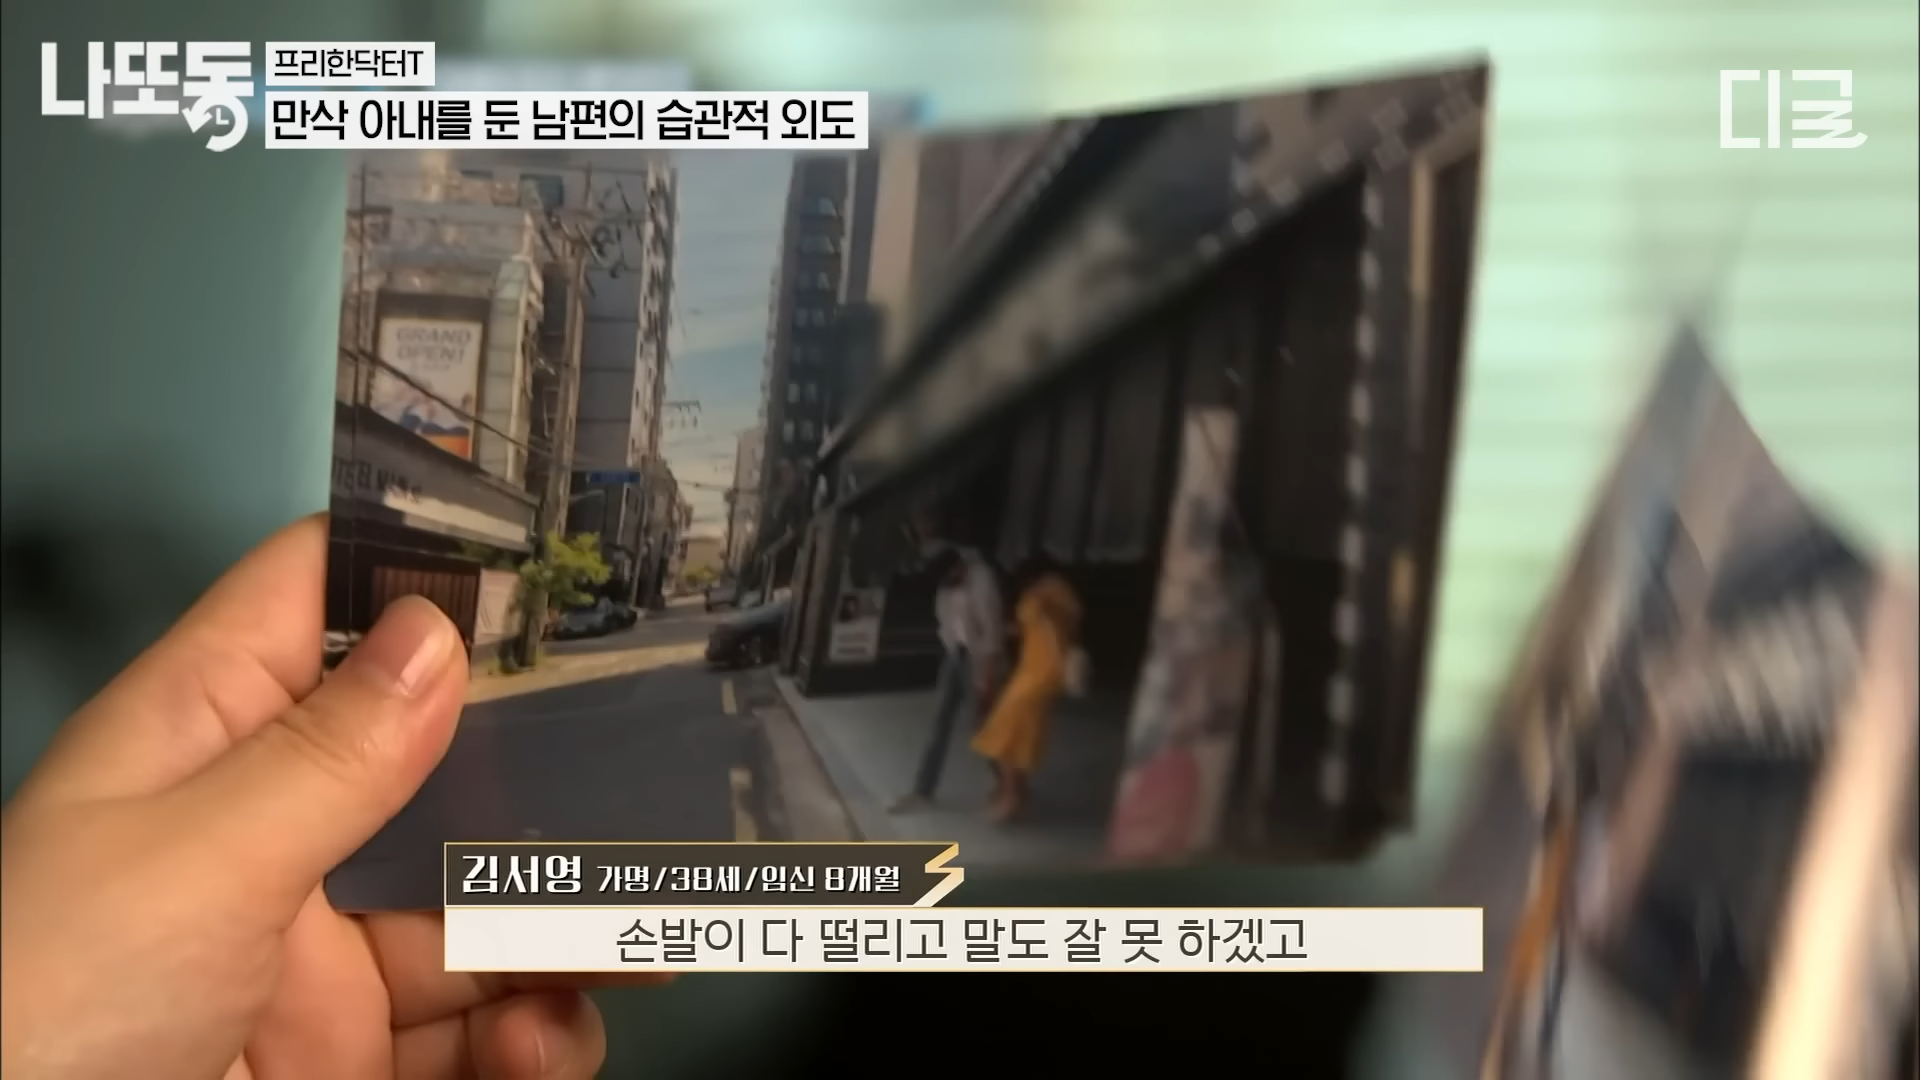 나또동
프리한닥터T
만삭 아내를 둔 남편의 습관적 외도
디글
GRAND
OPEN!
김서영 가명/38세/임신 8개월
손발이 다 떨리고 말도 잘 못 하겠고